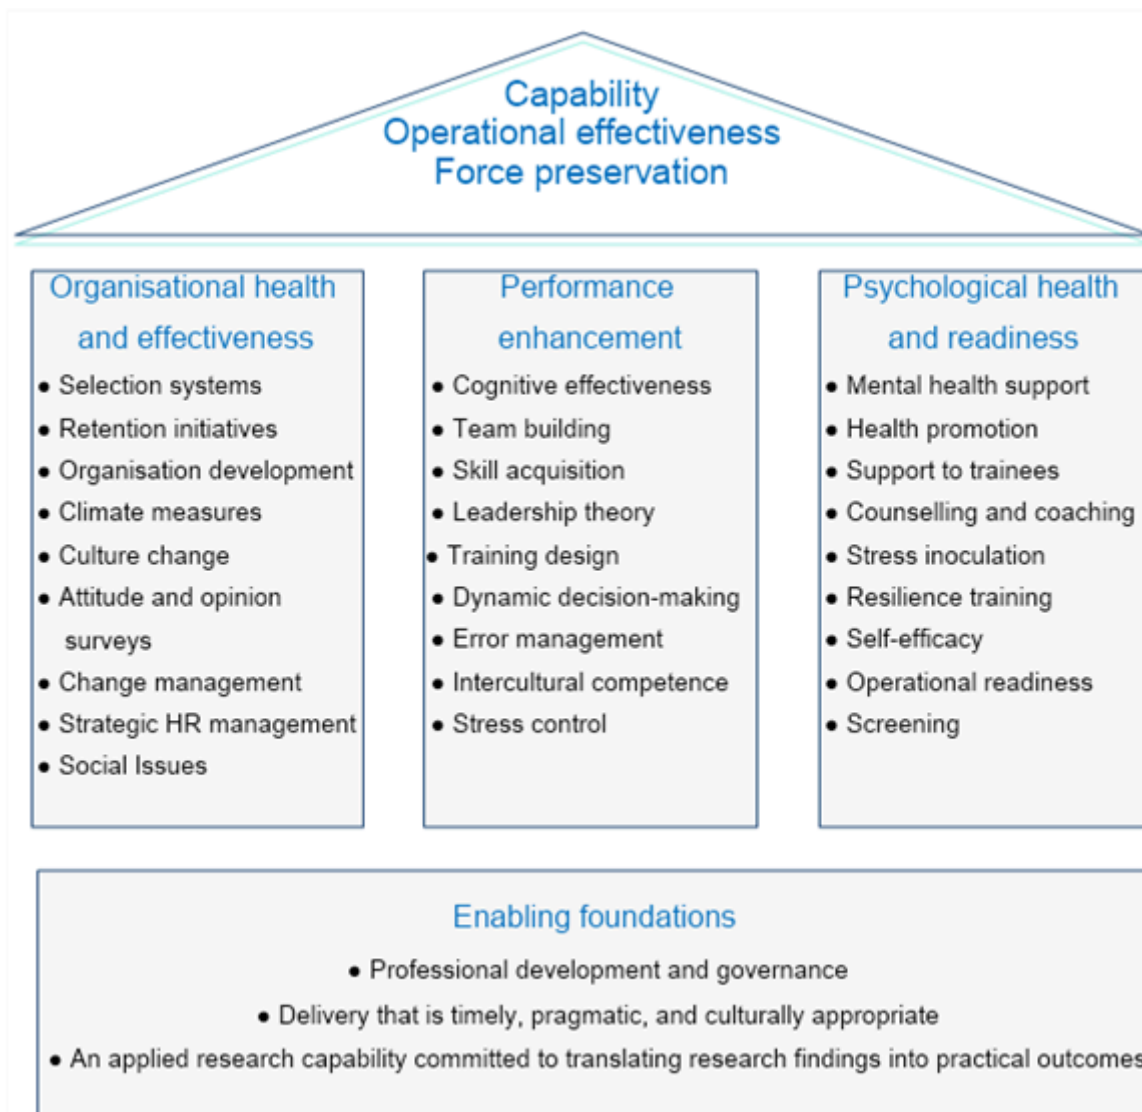 Capability
Operational effectiveness
Force preservation
Organisational health
and effectiveness
● Selection systems
● Retention initiatives
● Organisation development
● Climate measures
● Culture change
● Attitude and opinion
surveys
● Change management
● Strategic HR management
● Social Issues
Performance
enhancement
● Cognitive effectiveness
● Team building
● Skill acquisition
● Leadership theory
● Training design
● Dynamic decision-making
● Error management
● Intercultural competence
● Stress control
Psychological health
and readiness
● Mental health support
● Health promotion
● Support to trainees
● Counselling and coaching
● Stress inoculation
● Resilience training
● Self-efficacy
● Operational readiness
● Screening
Enabling foundations
● Professional development and governance
● Delivery that is timely, pragmatic, and culturally appropriate
● An applied research capability committed to translating research findings into practical outcomes